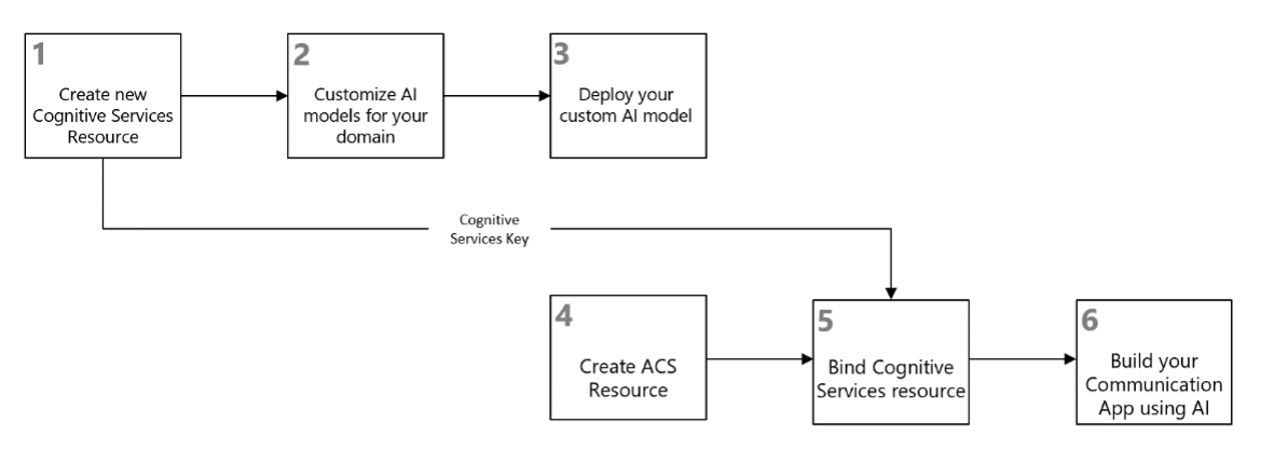 1
Create new
Cognitive Services
Resource
2
Customize AI
models for your
domain
3
Deploy your
custom AI model
Cognitive
Services Key
4
Create ACS
Resource
5
Bind Cognitive
Services resource
6
Build your
Communication
App using AI